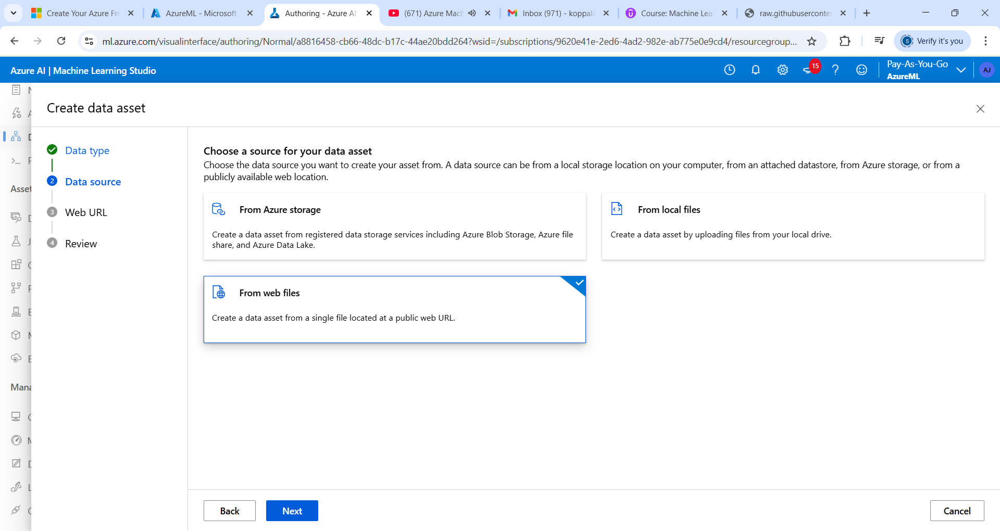 Create Your Azure Fre
AzureML - Microsoft
Authoring - Azure AI
(671) Azure Mach
Inbox (971) - koppala
Course: Machine Lea
raw.githubuserconte
ml.azure.com/visualinterface/authoring/Normal/a8816458-cb66-48dc-b17c-44ae20bdd264?wsid=/subscriptions/9620e41e-2ed6-4ad2-982e-ab775e0e9cd4/resourcegroup...
S
Verify it's you
Azure AI | Machine Learning Studio
15
Pay-As-You-Go
AzureML
AJ
Create data asset
Data type
2 Data source
3 Web URL
4 Review
Asset
Mana
Choose a source for your data asset
Choose the data source you want to create your asset from. A data source can be from a local storage location on your computer, from an attached datastore, from Azure storage, or from a
publicly available web location.
From Azure storage
Create a data asset from registered data storage services including Azure Blob Storage, Azure file
share, and Azure Data Lake.
From local files
Create a data asset by uploading files from your local drive.
From web files
Create a data asset from a single file located at a public web URL.
Back
Next
Cancel